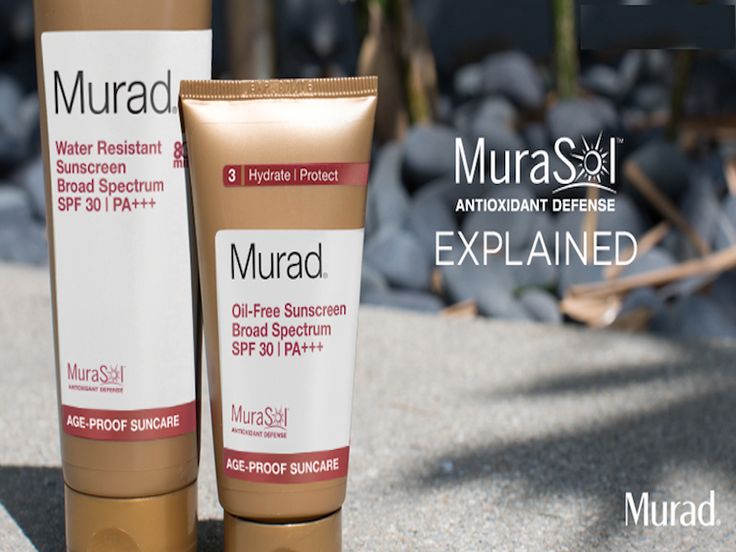 Murad®
Water Resistant
Sunscreen
Broad Spectrum
SPF 30 | PA+++
MuraSol
ANTIOXIDANT DEFENSE
AGE-PROOF SUNCARE
3 | Hydrate | Protect
Murad®
Oil-Free Sunscreen
Broad Spectrum
SPF 30 | PA+++
MuraSol
ANTIOXIDANT DEFENSE
AGE-PROOF SUNCARE
MuraSol™
ANTIOXIDANT DEFENSE
EXPLAINED
Murad®